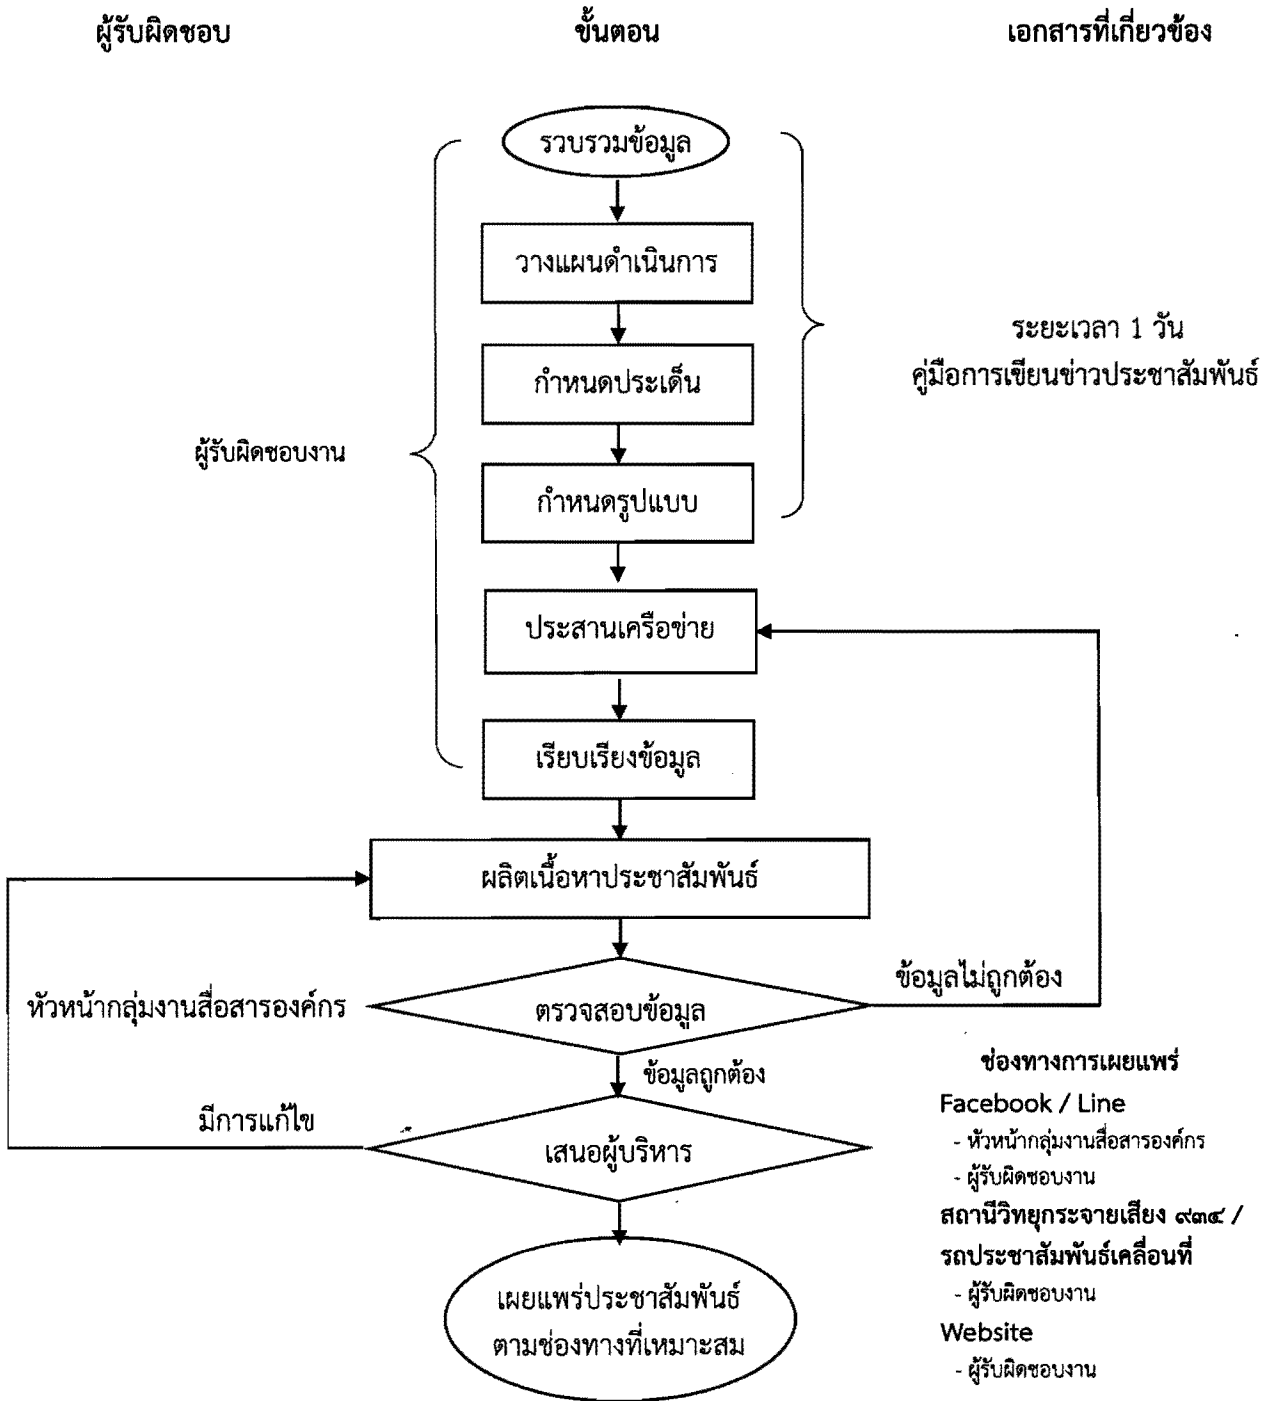 ผู้รับผิดชอบ
ขั้นตอน
เอกสารที่เกี่ยวข้อง
รวบรวมข้อมูล
วางแผนดำเนินการ
กำหนดประเด็น
กำหนดรูปแบบ
ระยะเวลา 1 วัน
คู่มือการเขียนข่าวประชาสัมพันธ์
ผู้รับผิดชอบงาน
ประสานเครือข่าย
เรียบเรียงข้อมูล
ผลิตเนื้อหาประชาสัมพันธ์
หัวหน้ากลุ่มงานสื่อสารองค์กร
ตรวจสอบข้อมูล
ข้อมูลไม่ถูกต้อง
ข้อมูลถูกต้อง
มีการแก้ไข
เสนอผู้บริหาร
เผยแพร่ประชาสัมพันธ์
ตามช่องทางที่เหมาะสม
ช่องทางการเผยแพร่
Facebook / Line
- หัวหน้ากลุ่มงานสื่อสารองค์กร
- ผู้รับผิดชอบงาน
สถานีวิทยุกระจายเสียง ๙๓๔ /
รถประชาสัมพันธ์เคลื่อนที่
- ผู้รับผิดชอบงาน
Website
- ผู้รับผิดชอบงาน